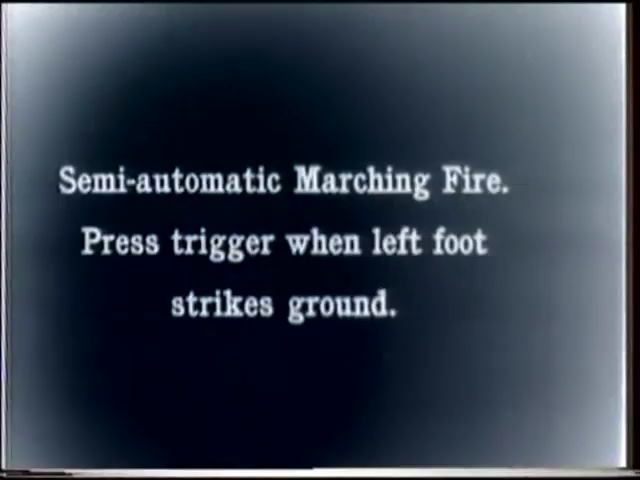 Semi-automatic Marching Fire.
Press trigger when left foot
strikes ground.